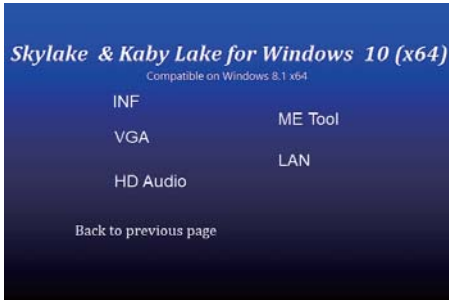 Skylake & Kaby Lake for Windows 10 (x64)
Compatible on Windows 8.1 x64
INF
ME Tool
VGA
LAN
HD Audio
Back to previous page